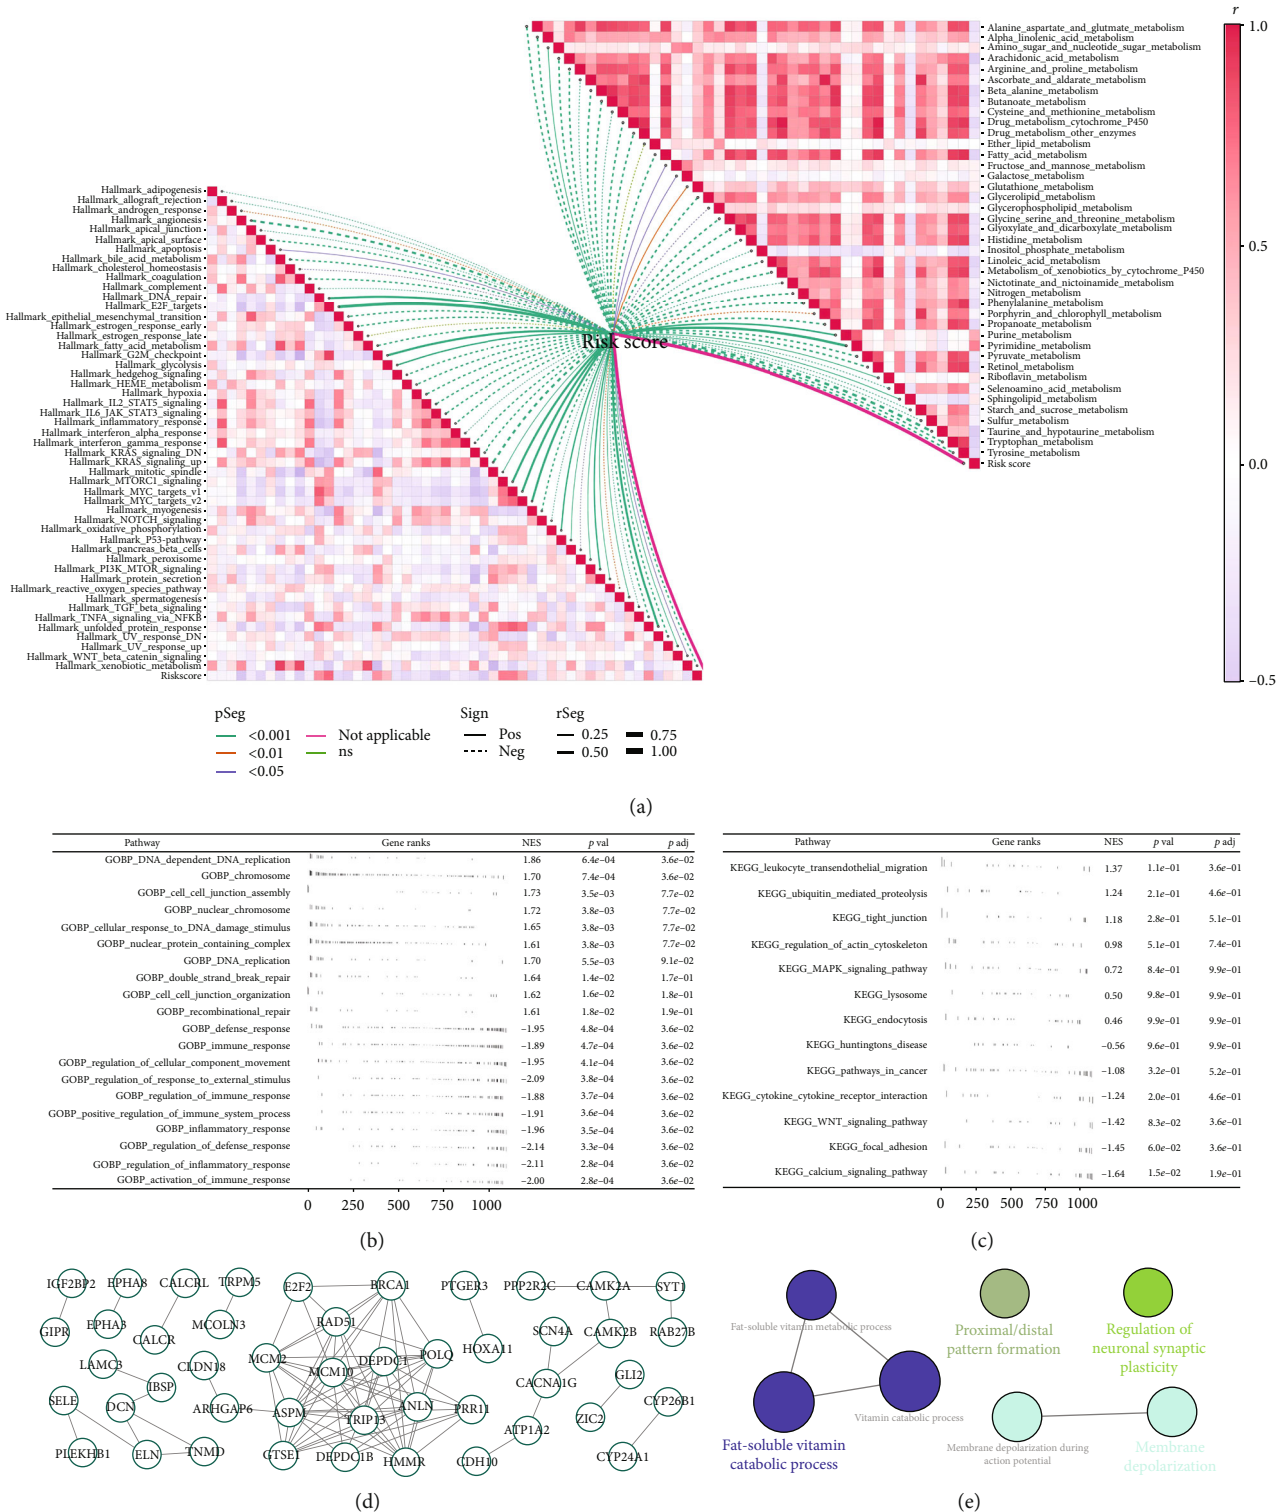 r
1.0
0.5
0.0
−0.5
Alanine_aspartate_and_glutmate_metabolism
Alpha_linolenic_acid_metabolism
Amino_sugar_and_nucleotide_sugar_metabolism
Arachidonic_acid_metabolism
Arginine_and_proline_metabolism
Ascorbate_and_aldarate_metabolism
Beta_alanine_metabolism
Butanoate_metabolism
Cysteine_and_methionine_metabolism
Drug_metabolism_cytochrome_P450
Drug_metabolism_other_enzymes
Ether_lipid_metabolism
Fatty_acid_metabolism
Fructose_and_mannose_metabolism
Galactose_metabolism
Glutathione_metabolism
Glycerolipid_metabolism
Glycerophospholipid_metabolism
Glycine_serine_and_threonine_metabolism
Glyoxylate_and_dicarboxylate_metabolism
Histidine_metabolism
Inositol_phosphate_metabolism
Linoleic_acid_metabolism
Metabolism_of_xenobiotics_by_cytochrome_P450
Nictotinate_and_nictoinamide_metabolism
Nitrogen_metabolism
Phenylalanine_metabolism
Porphyrin_and_chlorophyll_metabolism
Propanoate_metabolism
Purine_metabolism
Pyrimidine_metabolism
Pyruvate_metabolism
Retinol_metabolism
Riboflavin_metabolism
Selenoamino_acid_metabolism
Sphingolipid_metabolism
Starch_and_sucrose_metabolism
Sulfur_metabolism
Taurine_and_hypotaurine_metabolism
Tryptophan_metabolism
Tyrosine_metabolism
Risk score
Hallmark_adipogenesis
Hallmark_allograft_rejection
Hallmark_androgen_response
Hallmark_angionesis
Hallmark_apical_junction
Hallmark_apical_surface
Hallmark_apoptosis
Hallmark_bile_acid_metabolism
Hallmark_cholesterol_homeostasis
Hallmark_coagulation
Hallmark_complement
Hallmark_DNA_repair
Hallmark_E2F_targets
Hallmark_epithelial_mesenchymal_transition
Hallmark_estrogen_response_early
Hallmark_estrogen_response_late
Hallmark_fatty_acid_metabolism
Hallmark_G2M_checkpoint
Hallmark_glycolysis
Hallmark_hedgehog_signaling
Hallmark_HEME_metabolism
Hallmark_hypoxia
Hallmark_IL2_STAT5_signaling
Hallmark_IL6_JAK_STAT3_signaling
Hallmark_inflammatory_response
Hallmark_interferon_alpha_response
Hallmark_interferon_gamma_response
Hallmark_KRAS_signaling_DN
Hallmark_KRAS_signaling_up
Hallmark_mitotic_spindle
Hallmark_MTORC1_signaling
Hallmark_MYC_targets_v1
Hallmark_MYC_targets_v2
Hallmark_myogenesis
Hallmark_NOTCH_signaling
Hallmark_oxidative_phosphorylation
Hallmark_P53-pathway
Hallmark_pancreas_beta_cells
Hallmark_peroxisome
Hallmark_PI3K_MTOR_signaling
Hallmark_protein_secretion
Hallmark_reactive_oxygen_species_pathway
Hallmark_spermatogenesis
Hallmark_TGF_beta_signaling
Hallmark_TNFA_signaling_via_NFKB
Hallmark_unfolded_protein_response
Hallmark_UV_response_DN
Hallmark_UV_response_up
Hallmark_WNT_beta_catenin_signaling
Hallmark_xenobiotic_metabolism
Riskscore
Risk score
pSeg
<0.001
<0.01
<0.05
Not applicable
ns
Sign
Pos
Neg
rSeg
0.25
0.50
0.75
1.00
(a)
Pathway Gene ranks NES p val p adj
GOBP_DNA_dependent_DNA_replication 1.86 6.4e−04 3.6e−02
GOBP_chromosome 1.70 7.4e−04 3.6e−02
GOBP_cell_cell_junction_assembly 1.73 3.5e−03 7.7e−02
GOBP_nuclear_chromosome 1.72 3.8e−03 7.7e−02
GOBP_cellular_response_to_DNA_damage_stimulus 1.65 3.8e−03 7.7e−02
GOBP_nuclear_protein_containing_complex 1.61 3.8e−03 7.7e−02
GOBP_DNA_replication 1.70 5.5e−03 9.1e−02
GOBP_double_strand_break_repair 1.64 1.4e−02 1.7e−01
GOBP_cell_cell_junction_organization 1.62 1.6e−02 1.8e−01
GOBP_recombinational_repair 1.61 1.8e−02 1.9e−01
GOBP_defense_response −1.95 4.8e−04 3.6e−02
GOBP_immune_response −1.89 4.7e−04 3.6e−02
GOBP_regulation_of_cellular_component_movement −1.95 4.1e−04 3.6e−02
GOBP_regulation_of_response_to_external_stimulus −2.09 3.8e−04 3.6e−02
GOBP_regulation_of_immune_response −1.88 3.7e−04 3.6e−02
GOBP_positive_regulation_of_immune_system_process −1.91 3.6e−04 3.6e−02
GOBP_inflammatory_response −1.96 3.5e−04 3.6e−02
GOBP_regulation_of_defense_response −2.14 3.3e−04 3.6e−02
GOBP_regulation_of_inflammatory_response −2.11 2.8e−04 3.6e−02
GOBP_activation_of_immune_response −2.00 2.8e−04 3.6e−02
0 250 500 750 1000
(b)
Pathway Gene ranks NES p val p adj
KEGG_leukocyte_transendothelial_migration 1.37 1.1e−01 3.6e−01
KEGG_ubiquitin_mediated_proteolysis 1.24 2.1e−01 4.6e−01
KEGG_tight_junction 1.18 2.8e−01 5.1e−01
KEGG_regulation_of_actin_cytoskeleton 0.98 5.1e−01 7.4e−01
KEGG_MAPK_signaling_pathway 0.72 8.4e−01 9.9e−01
KEGG_lysosome 0.50 9.8e−01 9.9e−01
KEGG_endocytosis 0.46 9.9e−01 9.9e−01
KEGG_huntingtons_disease −0.56 9.6e−01 9.9e−01
KEGG_pathways_in_cancer −1.08 3.2e−01 5.2e−01
KEGG_cytokine_cytokine_receptor_interaction −1.24 2.0e−01 4.6e−01
KEGG_WNT_signaling_pathway −1.42 8.3e−02 3.6e−01
KEGG_focal_adhesion −1.45 6.0e−02 3.6e−01
KEGG_calcium_signaling_pathway −1.64 1.5e−02 1.9e−01
0 250 500 750 1000
(c)
IGF2BP2 EPHA8 CALCRL TRPM5 E2F2 BRCA1 PTGER3 PPP2R2C CAMK2A SYT1
GIPR EPHA3 CALCR MCOLN3 RAD51 SCN4A CAMK2B RAB27B
LAMC3 CLDN18 MCM2 MCM10 DEPDC1 POLQ HOXA11
SELE DCN IBSP ARHGAP6 ASPM TRIP13 ANLN PRR11 CACNA1G GLI2 CYP26B1
PLEKHB1 ELN TNMD GTSE1 DEPDC1B HMMR CDH10 ATP1A2 ZIC2 CYP24A1
(d)
Fat-soluble vitamin metabolic process
Vitamin catabolic process
Fat-soluble vitamin
catabolic process
Proximal/distal
pattern formation
Regulation of
neuronal synaptic
plasticity
Membrane depolarization during
action potential
Membrane
depolarization
(e)